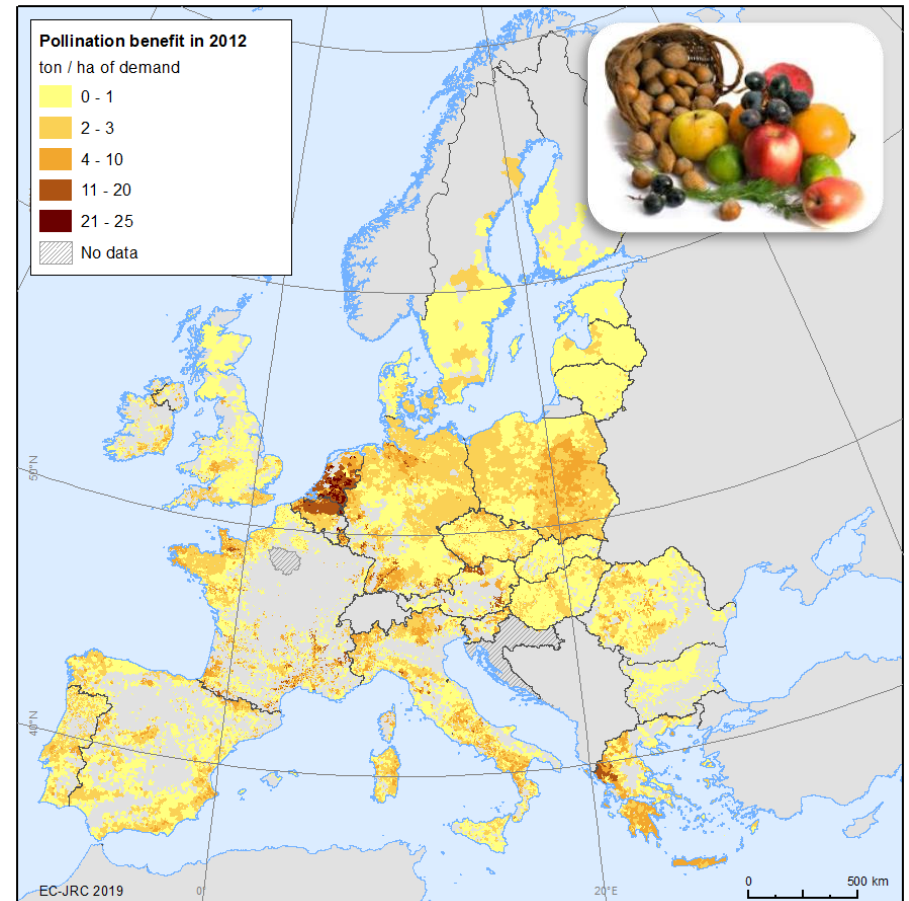 Pollination benefit in 2012
ton / ha of demand
0 - 1
2 - 3
4 - 10
11 - 20
21 - 25
No data
50°N
40°N
EC-JRC 2019
0°
20°E
0
500 km